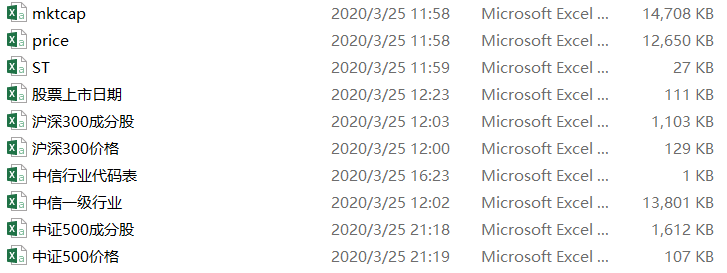 mktcap 2020/3/25 11:58 Microsoft Excel ... 14,708 KB
price 2020/3/25 11:58 Microsoft Excel ... 12,650 KB
ST 2020/3/25 11:59 Microsoft Excel ... 27 KB
股票上市日期 2020/3/25 12:23 Microsoft Excel ... 111 KB
沪深300成分股 2020/3/25 12:03 Microsoft Excel ... 1,103 KB
沪深300价格 2020/3/25 12:00 Microsoft Excel ... 129 KB
中信行业代码表 2020/3/25 16:23 Microsoft Excel ... 1 KB
中信一级行业 2020/3/25 12:02 Microsoft Excel ... 13,801 KB
中证500成分股 2020/3/25 21:18 Microsoft Excel ... 1,612 KB
中证500价格 2020/3/25 21:19 Microsoft Excel ... 107 KB